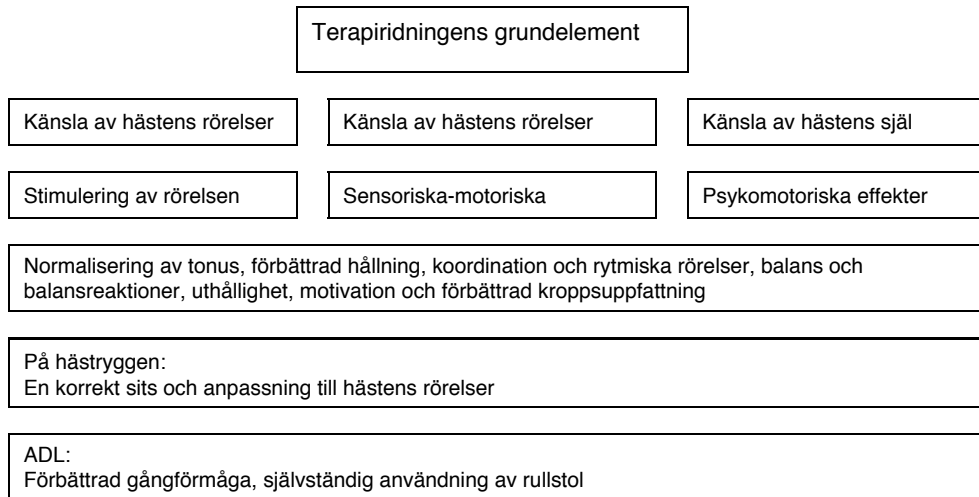 Terapiridningens grundelement
Känsla av hästens rörelser
Känsla av hästens rörelser
Känsla av hästens själ
Stimulering av rörelsen
Sensoriska-motoriska
Psykomotoriska effekter
Normalisering av tonus, förbättrad hållning, koordination och rytmiska rörelser, balans och
balansreaktioner, uthållighet, motivation och förbättrad kroppsuppfattning
På hästryggen:
En korrekt sits och anpassning till hästens rörelser
ADL:
Förbättrad gångförmåga, självständig användning av rullstol